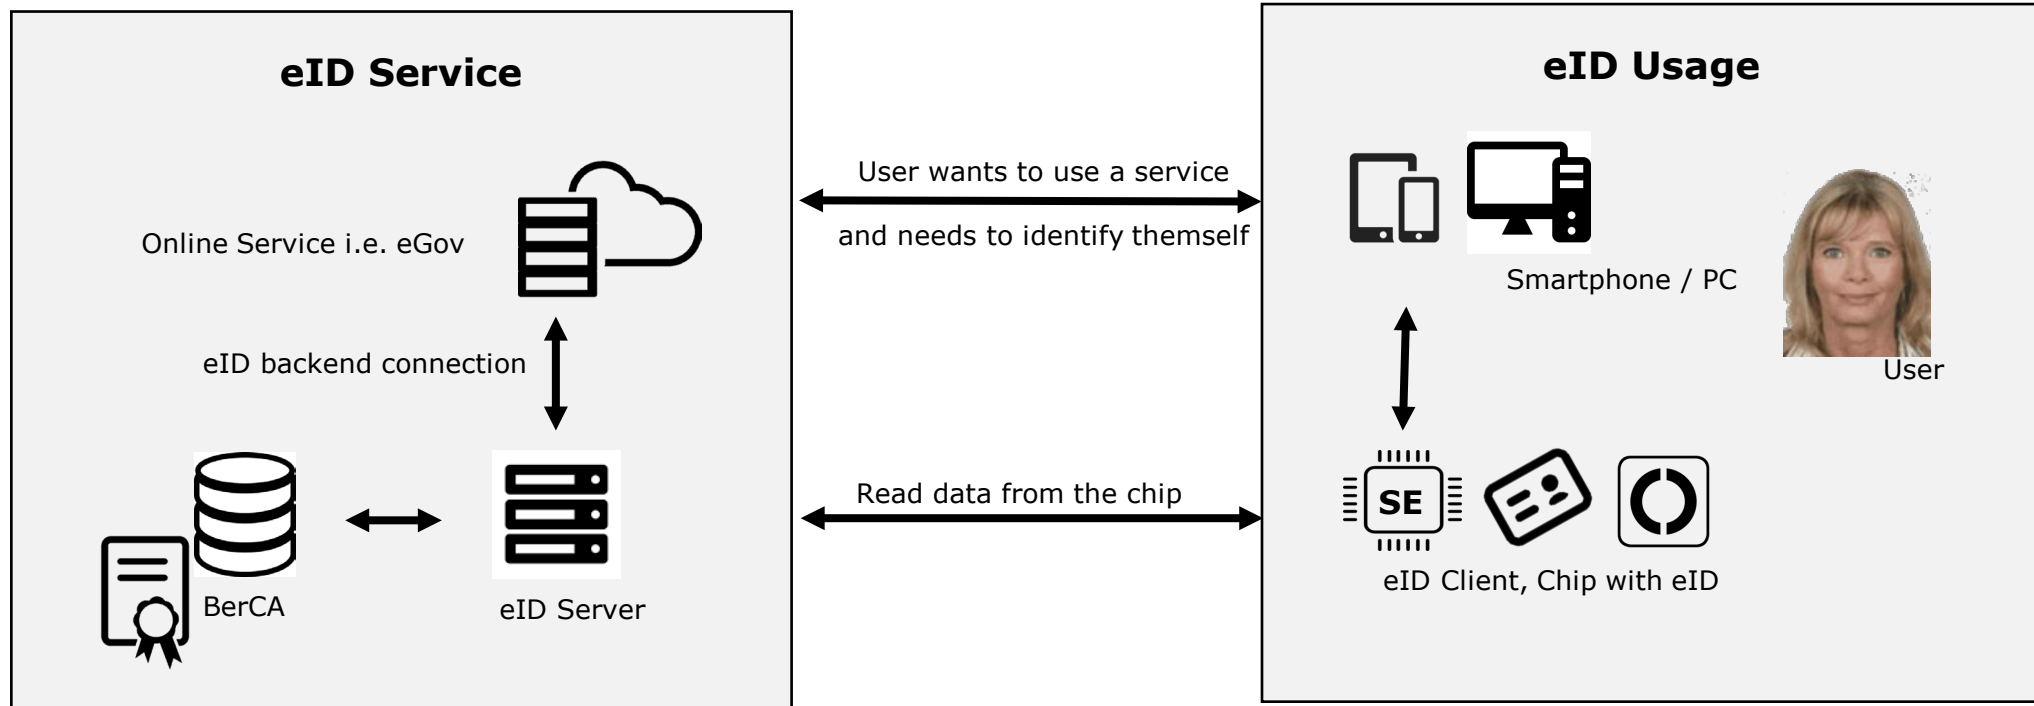 eID Service
Online Service i.e. eGov
eID backend connection
BerCA
eID Server
User wants to use a service
and needs to identify themself
Read data from the chip
eID Usage
Smartphone / PC
User
SE
eID Client, Chip with eID